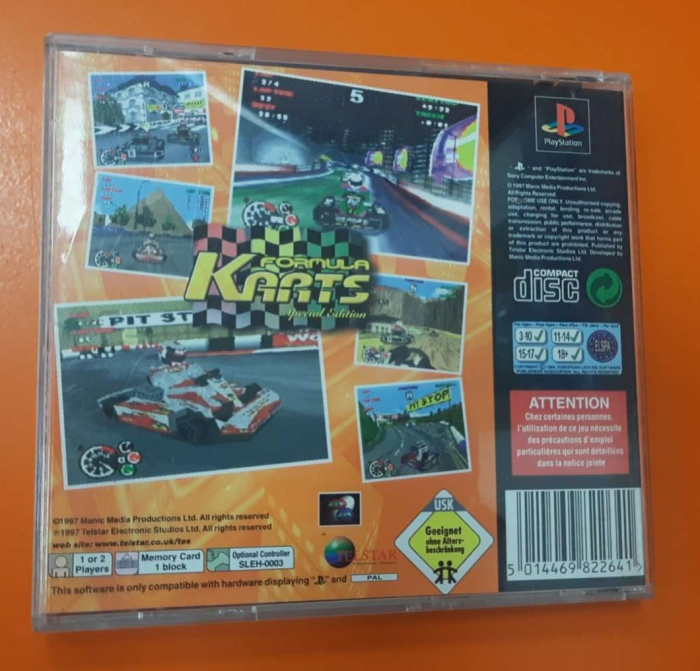 5
FORMULA
KARTS
Special Edition
PIT ST
PIT STOP
PlayStation
"PS" and "PlayStation" are trademarks of
Sony Computer Entertainment Inc.
©1997 Manic Media Productions Ltd.
All Rights Reserved.
FOR HOME USE ONLY. Unauthorised copying,
adaptation, rental, lending, re-sale, arcade
use, charging for use, broadcast, cable
transmission, public performance, distribution
or extraction of this product or any
trademark or copyright work that forms part
of this product are prohibited. Published by
Telstar Electronic Studios Ltd. Developed by
Manic Media Productions Ltd.
COMPACT
disc
3-10 11-14
15-17 18+
ELSPA
ATTENTION
Chez certaines personnes,
l'utilisation de ce jeu nécessite
des précautions d'emploi
particulières qui sont détaillées
dans la notice jointe
©1997 Manic Media Productions Ltd. All rights reserved
℗1997 Telstar Electronic Studios Ltd. All rights reserved
web site: www.telstar.co.uk/tes
1 or 2
Players
Memory Card
1 block
Optional Controller
SLEH-0003
TELSTAR
USK
Geeignet
ohne Alters-
beschränkung
This software is only compatible with hardware displaying "PS" and PAL
5 014469 822641